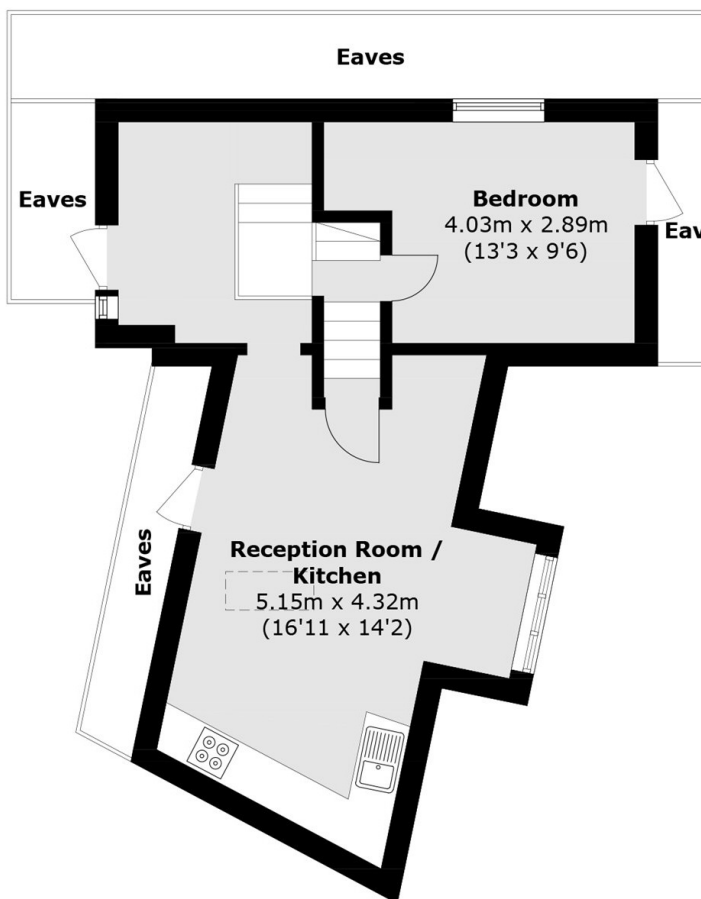 Eaves
Eaves
Bedroom
4.03m x 2.89m
(13'3 x 9'6)
Eav
Reception Room /
Kitchen
5.15m x 4.32m
(16'11 x 14'2)
Eaves